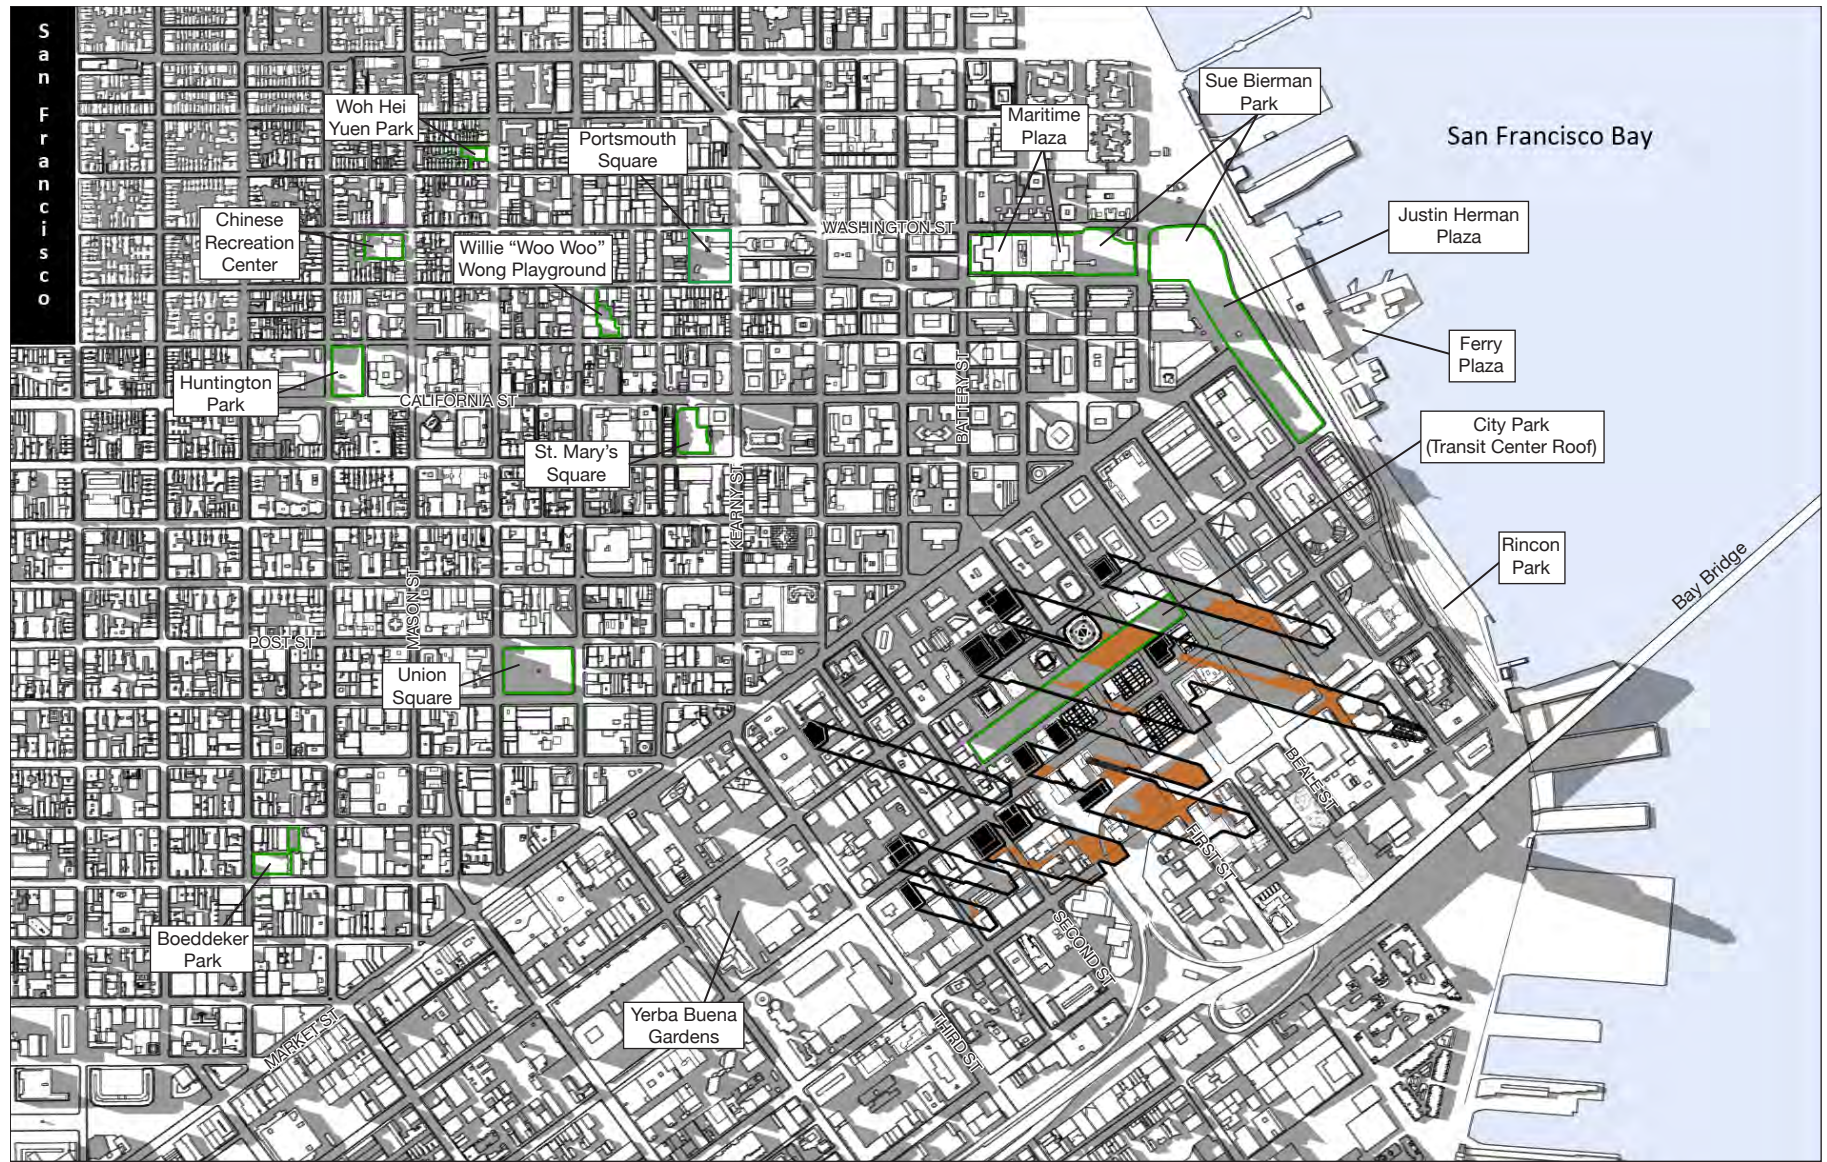 San Francisco
Woh Hei
Yuen Park
Portsmouth
Square
Maritime
Plaza
Sue Bierman
Park
San Francisco Bay
Chinese
Recreation
Center
Willie “Woo Woo”
Wong Playground
WASHINGTON ST
Justin Herman
Plaza
Ferry
Plaza
Huntington
Park
CALIFORNIA ST
BATTERY ST
St. Mary’s
Square
KEARNY ST
City Park
(Transit Center Roof)
Rincon
Park
Bay Bridge
MASON ST
POST ST
Union
Square
BEALE ST
FIRST ST
Boeddeker
Park
SECOND ST
Yerba Buena
Gardens
THIRD ST
MARKET ST